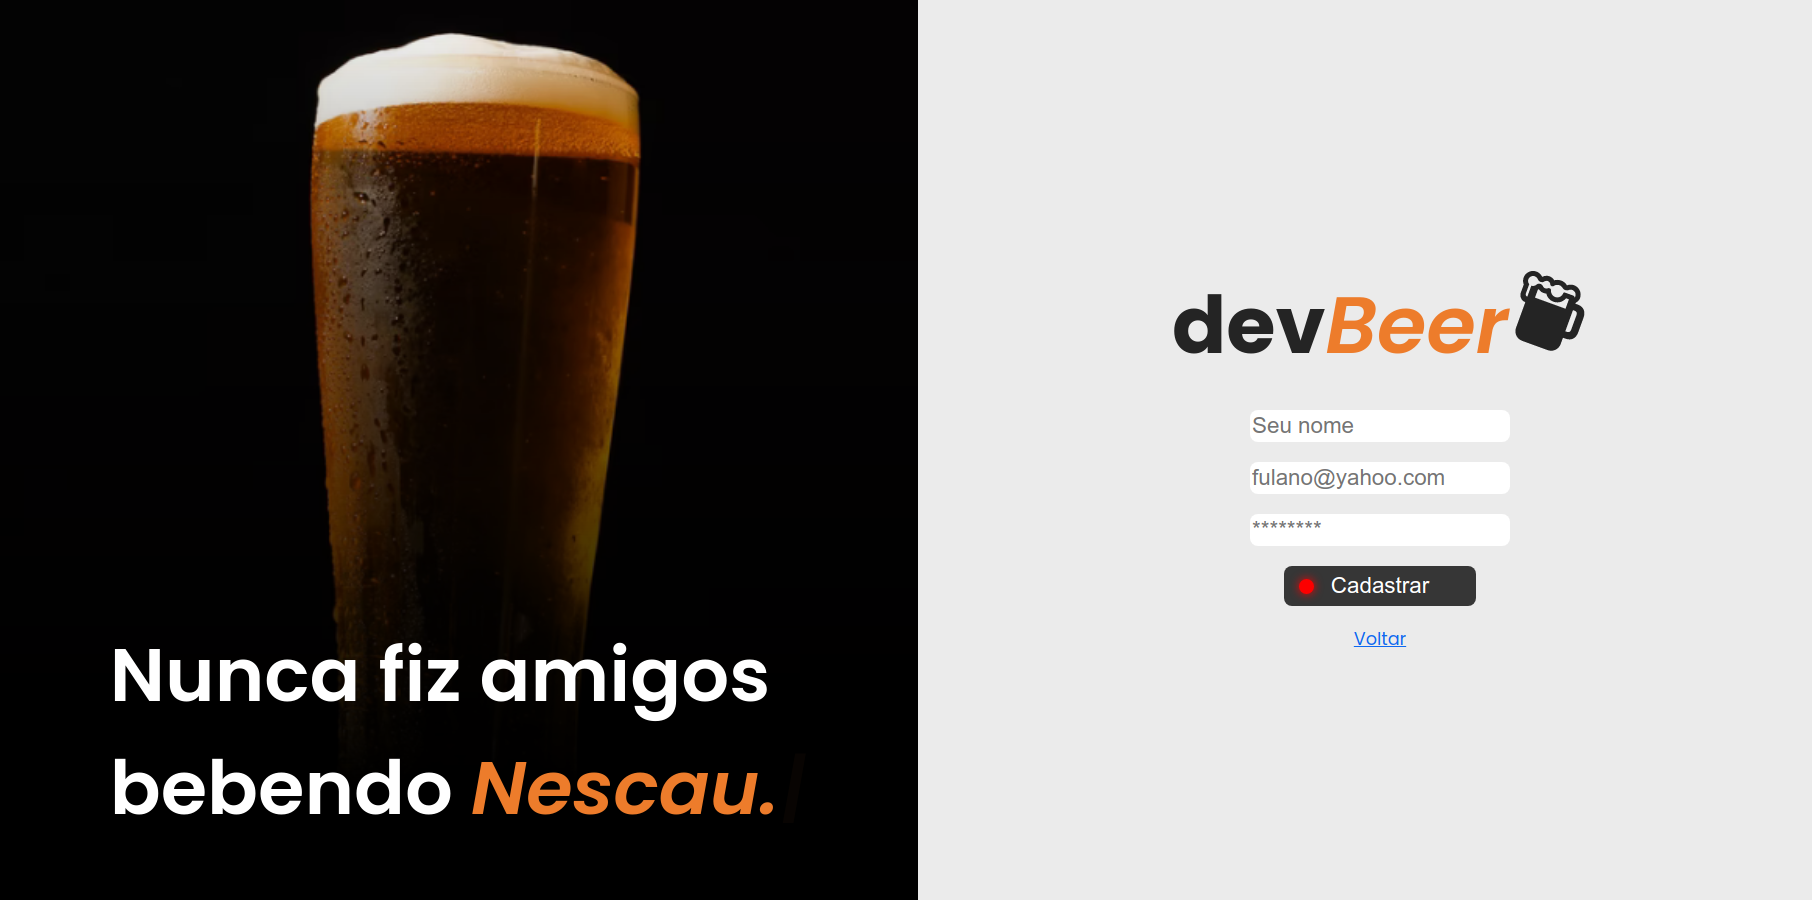 Nunca fiz amigos
bebendo Nescau.
devBeer
Seu nome
fulano@yahoo.com
********
Cadastrar
Voltar